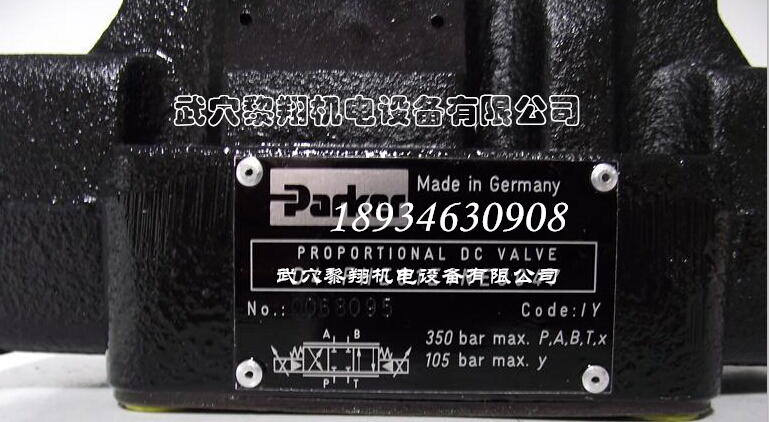 武穴黎翔机电设备有限公司
Parker
Made in Germany
18934630908
PROPORTIONAL DC VALVE
武穴黎翔机电设备有限公司
No.: 0068095
Code: IY
A B
P T
350 bar max. P,A,B,T,x
105 bar max. y